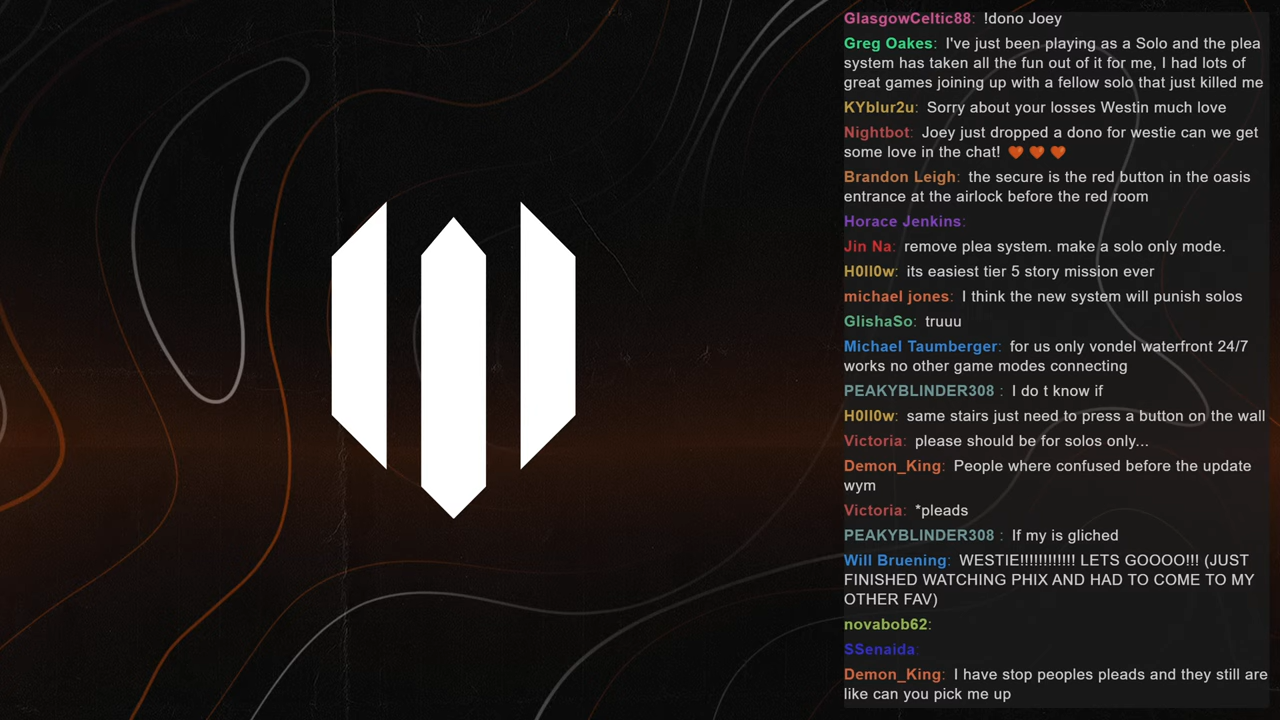 GlasgowCeltic88: !dono Joey
Greg Oakes: I've just been playing as a Solo and the plea
system has taken all the fun out of it for me, I had lots of
great games joining up with a fellow solo that just killed me
KYblur2u: Sorry about your losses Westin much love
Nightbot: Joey just dropped a dono for westie can we get
some love in the chat! 🧡 🧡 🧡
Brandon Leigh: the secure is the red button in the oasis
entrance at the airlock before the red room
Horace Jenkins:
Jin Na: remove plea system. make a solo only mode.
H0ll0w: its easiest tier 5 story mission ever
michael jones: I think the new system will punish solos
GlishaSo: truuu
Michael Taumberger: for us only vondel waterfront 24/7
works no other game modes connecting
PEAKYBLINDER308 : I do t know if
H0ll0w: same stairs just need to press a button on the wall
Victoria: please should be for solos only...
Demon_King: People where confused before the update
wym
Victoria: *pleads
PEAKYBLINDER308 : If my is gliched
Will Bruening: WESTIE!!!!!!!!!!!! LETS GOOOO!!! (JUST
FINISHED WATCHING PHIX AND HAD TO COME TO MY
OTHER FAV)
novabob62:
SSenaida:
Demon_King: I have stop peoples pleads and they still are
like can you pick me up